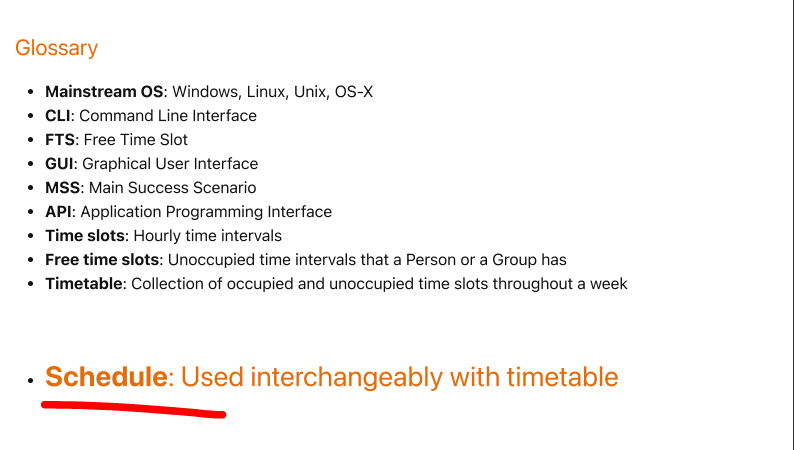 Glossary
Mainstream OS: Windows, Linux, Unix, OS-X
CLI: Command Line Interface
FTS: Free Time Slot
GUI: Graphical User Interface
MSS: Main Success Scenario
API: Application Programming Interface
Time slots: Hourly time intervals
Free time slots: Unoccupied time intervals that a Person or a Group has
Timetable: Collection of occupied and unoccupied time slots throughout a week
Schedule: Used interchangeably with timetable